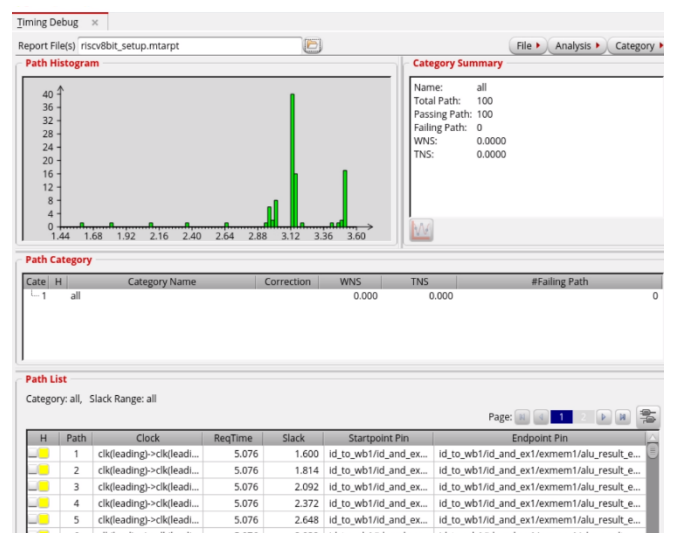 Timing Debug ×
Report File(s) riscv8bit_setup.mtarpt File Analysis Category
Path Histogram
40
36
32
28
24
20
16
12
8
4
0
1.44 1.68 1.92 2.16 2.40 2.64 2.88 3.12 3.36 3.60
Category Summary
Name: all
Total Path: 100
Passing Path: 100
Failing Path: 0
WNS: 0.0000
TNS: 0.0000
Path Category
Cate H Category Name Correction WNS TNS #Failing Path
1 all 0.000 0.000 0
Path List
Category: all, Slack Range: all
Page: 1 2
H Path Clock ReqTime Slack Startpoint Pin Endpoint Pin
1 clk(leading)->clk(leadi... 5.076 1.600 id_to_wb1/id_and_ex... id_to_wb1/id_and_ex1/exmem1/alu_result_e...
2 clk(leading)->clk(leadi... 5.076 1.814 id_to_wb1/id_and_ex... id_to_wb1/id_and_ex1/exmem1/alu_result_e...
3 clk(leading)->clk(leadi... 5.076 2.092 id_to_wb1/id_and_ex... id_to_wb1/id_and_ex1/exmem1/alu_result_e...
4 clk(leading)->clk(leadi... 5.076 2.372 id_to_wb1/id_and_ex... id_to_wb1/id_and_ex1/exmem1/alu_result_e...
5 clk(leading)->clk(leadi... 5.076 2.648 id_to_wb1/id_and_ex... id_to_wb1/id_and_ex1/exmem1/alu_result_e...